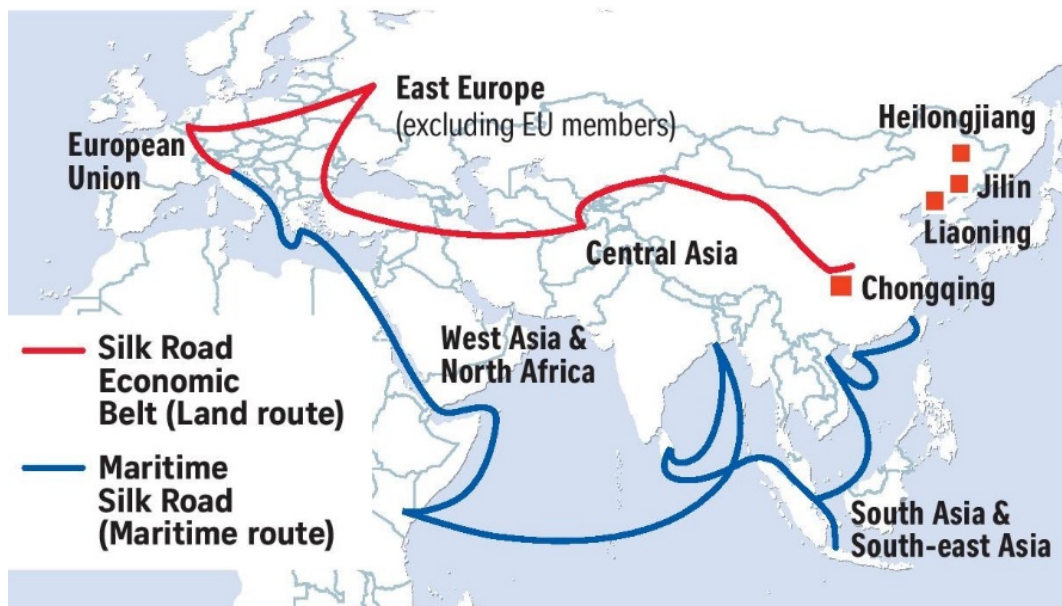 East Europe
(excluding EU members)
European
Union
Heilongjiang
Jilin
Liaoning
Central Asia
Chongqing
West Asia &
North Africa
Silk Road
Economic
Belt (Land route)
Maritime
Silk Road
(Maritime route)
South Asia &
South-east Asia